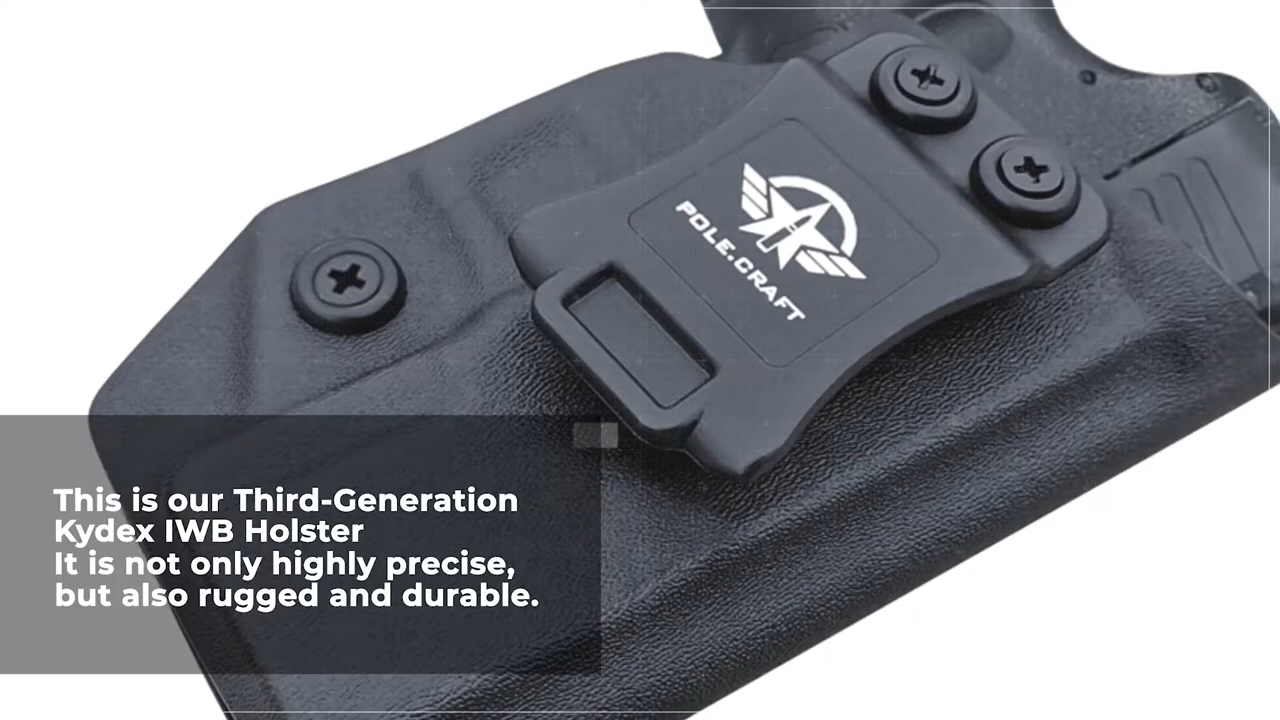 POLE.CRAFT
This is our Third-Generation
Kydex IWB Holster
It is not only highly precise,
but also rugged and durable.